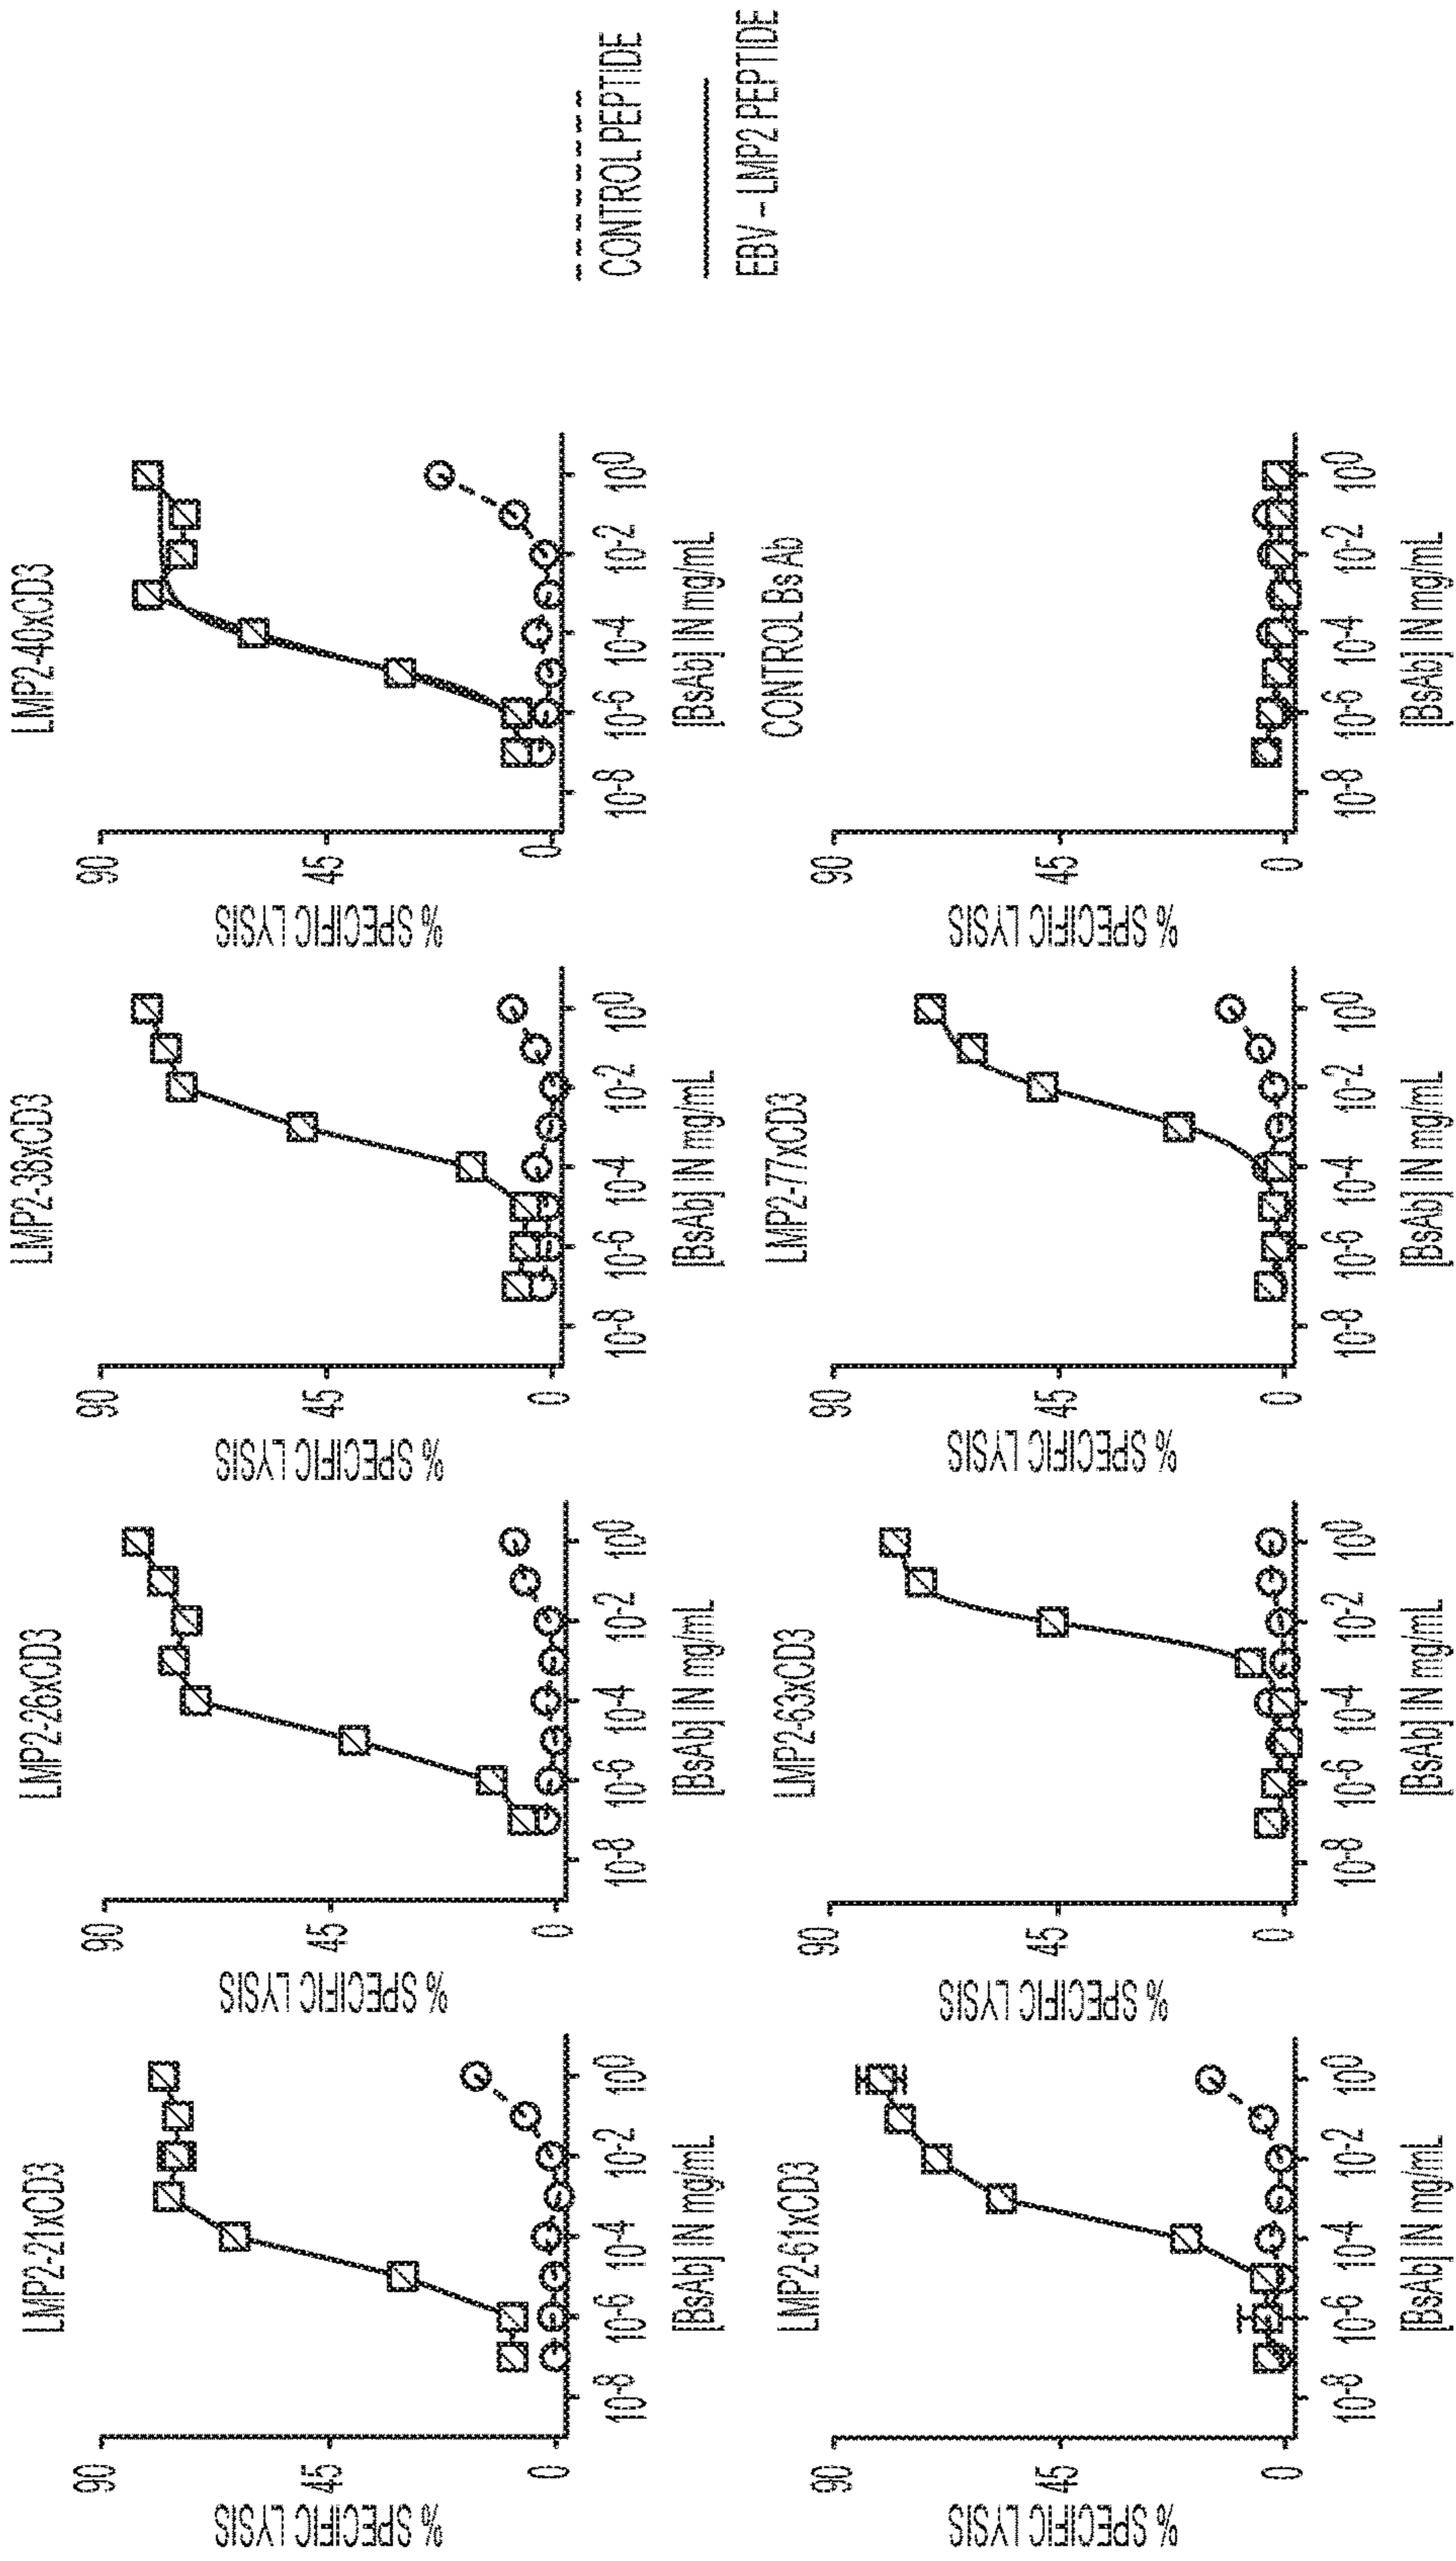 LMP2-21xCD3
90
45
0
% SPECIFIC LYSIS
10-8 10-6 10-4 10-2 100
[BsAb] IN mg/mL
LMP2-26xCD3
90
45
0
% SPECIFIC LYSIS
10-8 10-6 10-4 10-2 100
[BsAb] IN mg/mL
LMP2-38xCD3
90
45
0
% SPECIFIC LYSIS
10-8 10-6 10-4 10-2 100
[BsAb] IN mg/mL
LMP2-40xCD3
90
45
0
% SPECIFIC LYSIS
10-8 10-6 10-4 10-2 100
[BsAb] IN mg/mL
CONTROL PEPTIDE
EBV-LMP2 PEPTIDE
LMP2-61xCD3
90
45
0
% SPECIFIC LYSIS
10-8 10-6 10-4 10-2 100
[BsAb] IN mg/mL
LMP2-63xCD3
90
45
0
% SPECIFIC LYSIS
10-8 10-6 10-4 10-2 100
[BsAb] IN mg/mL
LMP2-77xCD3
90
45
0
% SPECIFIC LYSIS
10-8 10-6 10-4 10-2 100
[BsAb] IN mg/mL
CONTROL Bs Ab
90
45
0
% SPECIFIC LYSIS
10-8 10-6 10-4 10-2 100
[BsAb] IN mg/mL